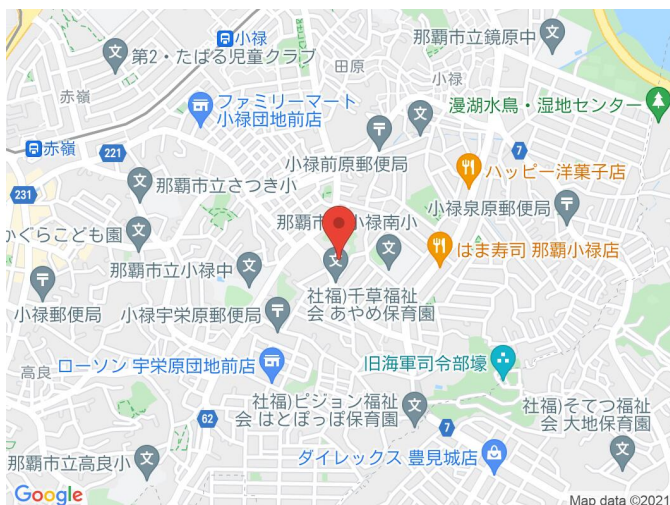 小禄
那覇市立鏡原中
第2・たばる児童クラブ
田原
小禄
赤嶺
ファミリーマート
小禄団地前店
漫湖水鳥・湿地センター
赤嶺
221
小禄前原郵便局
7
ハッピー洋菓子店
231
那覇市立さつき小
小禄泉原郵便局
那覇市
小禄南小
かぐらこども園
はま寿司 那覇小禄店
那覇市立小禄中
社福)千草福祉
会 あやめ保育園
小禄郵便局
小禄宇栄原郵便局
旧海軍司令部壕
高良
ローソン 宇栄原団地前店
社福)ピジョン福祉
会 はとぽっぽ保育園
社福)そてつ福祉
会 大地保育園
62
7
那覇市立高良小
ダイレックス 豊見城店
Google
Map data ©2021